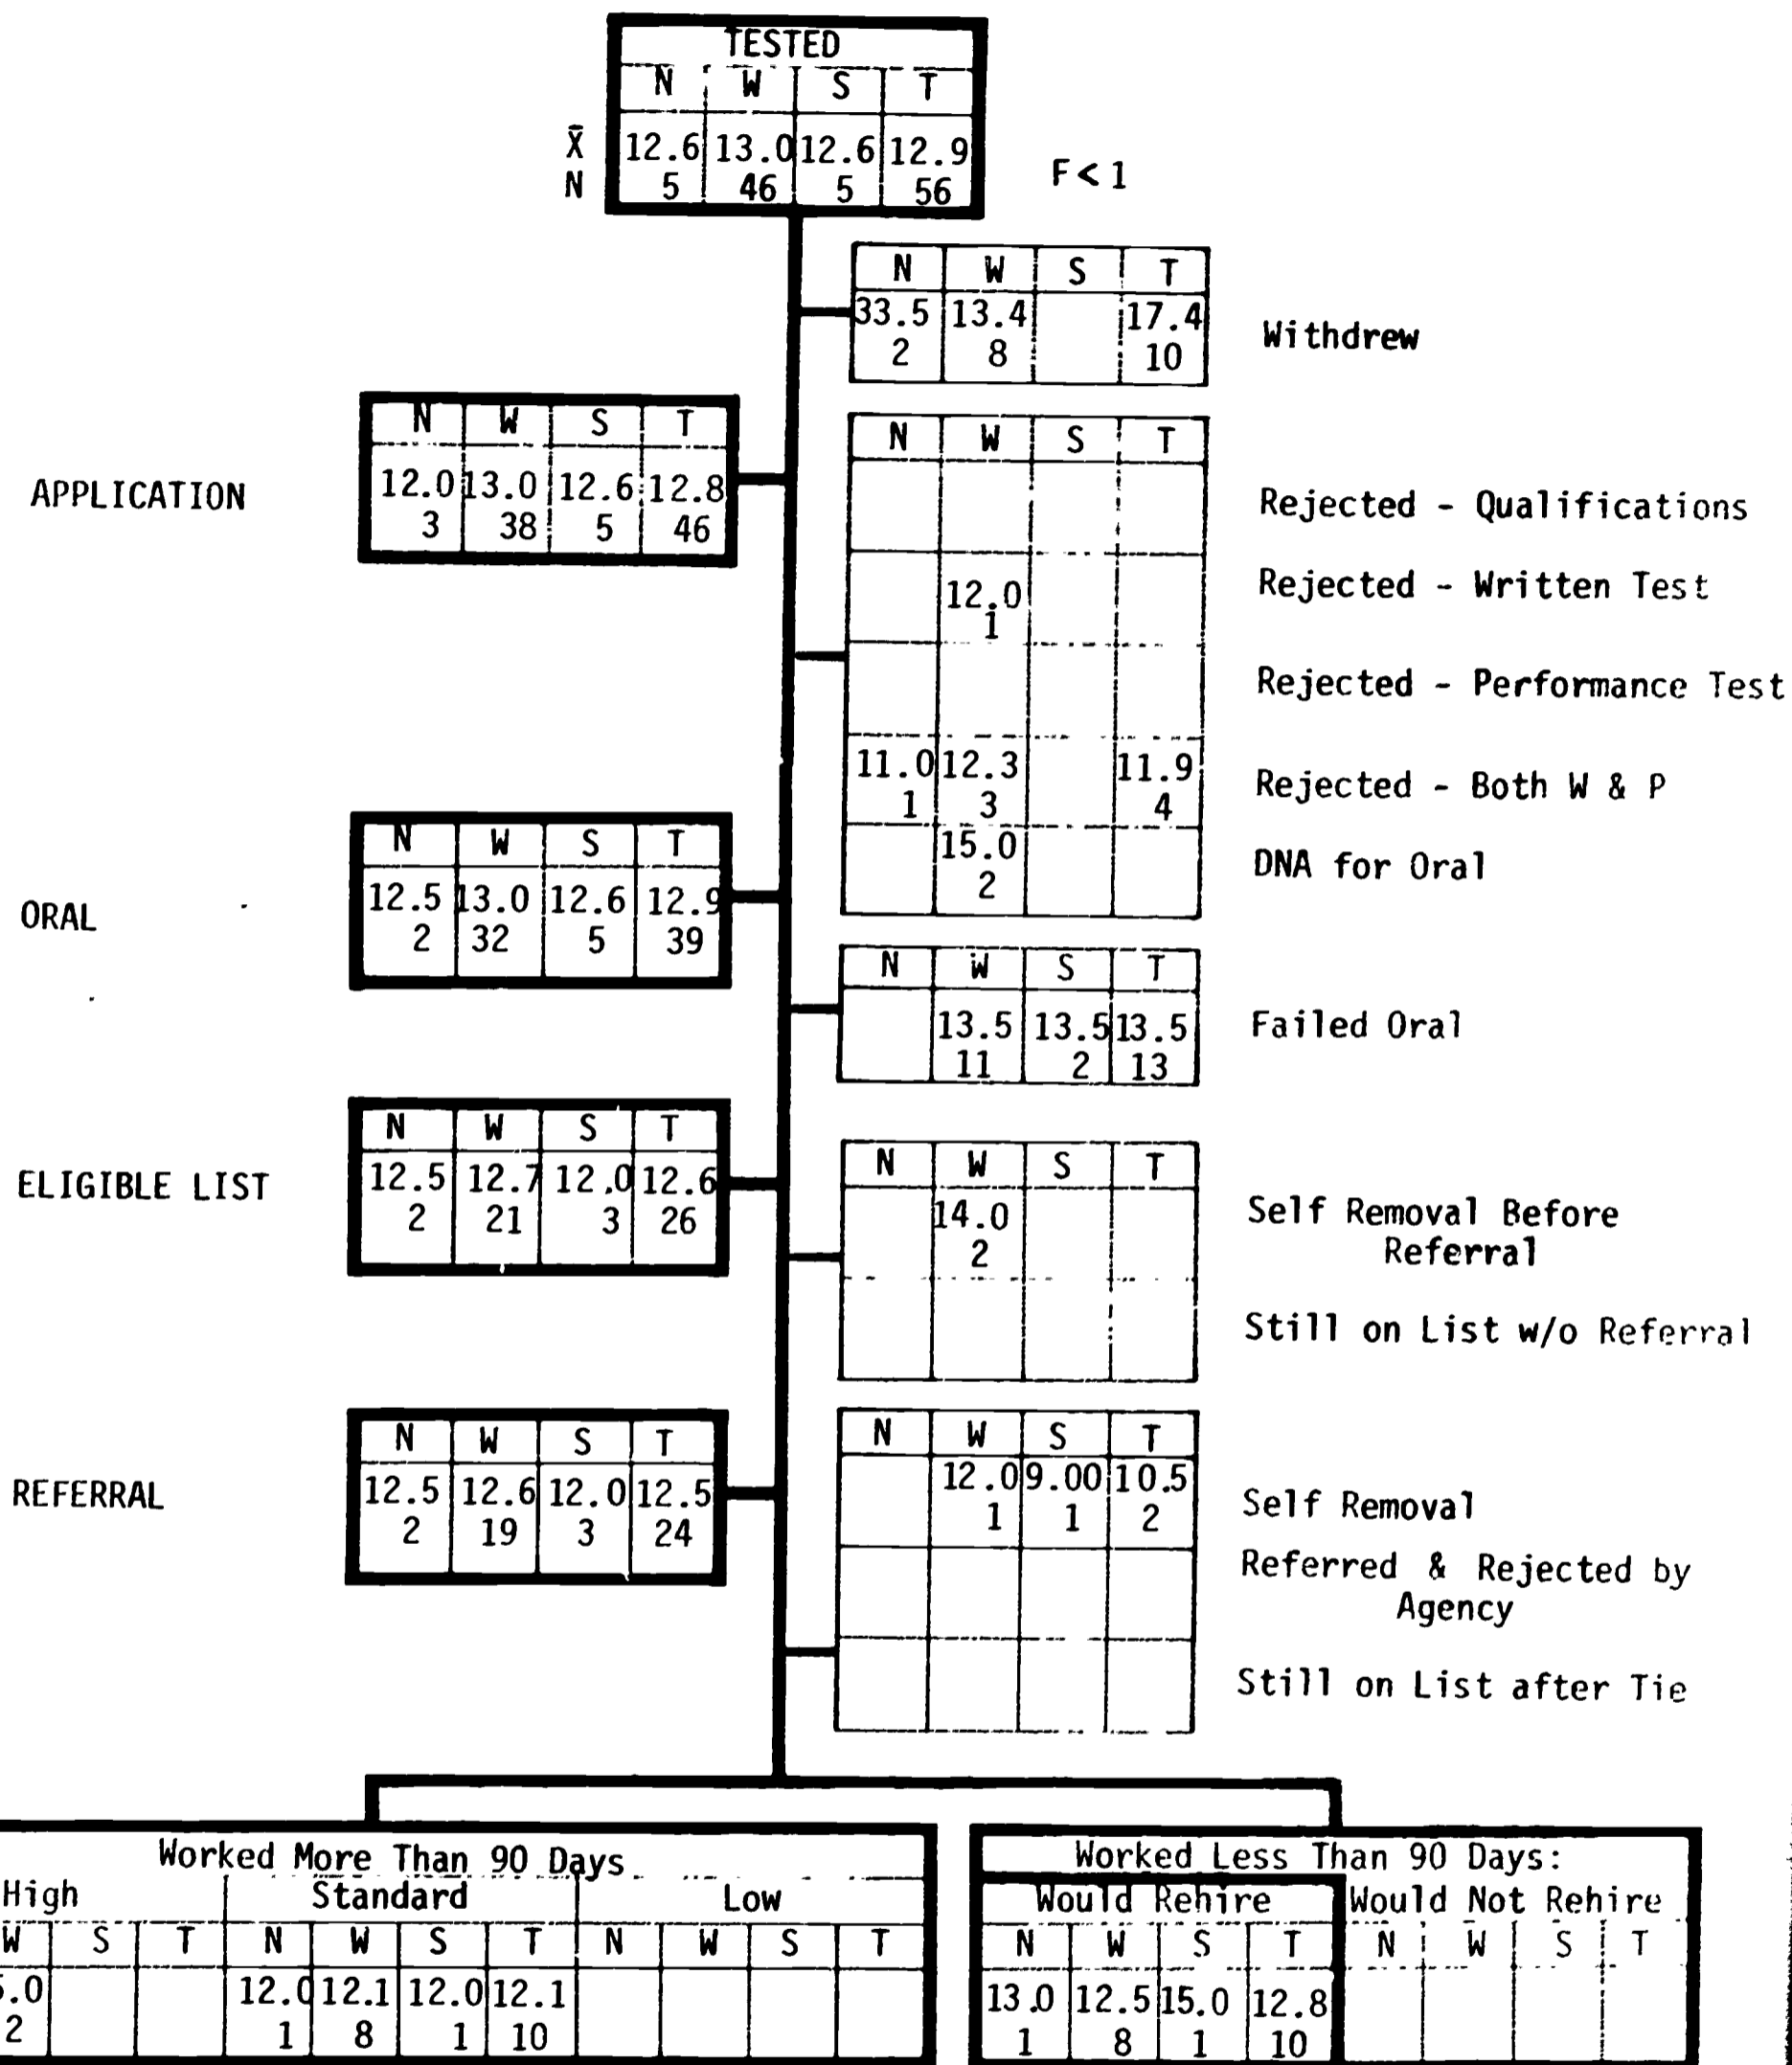 TESTED
N W S T
X̄ 12.6 13.0 12.6 12.9
N 5 46 5 56
F < 1
N W S T
33.5 13.4 17.4
2 8 10
Withdrew
APPLICATION
N W S T
12.0 13.0 12.6 12.8
3 38 5 46
N W S T
Rejected - Qualifications
12.0
1
Rejected - Written Test
Rejected - Performance Test
11.0 12.3 11.9
1 3 4
Rejected - Both W & P
15.0
2
DNA for Oral
ORAL
N W S T
12.5 13.0 12.6 12.9
2 32 5 39
N W S T
13.5 13.5 13.5
11 2 13
Failed Oral
ELIGIBLE LIST
N W S T
12.5 12.7 12.0 12.6
2 21 3 26
N W S T
14.0
2
Self Removal Before
Referral
Still on List w/o Referral
REFERRAL
N W S T
12.5 12.6 12.0 12.5
2 19 3 24
N W S T
12.0 9.00 10.5
1 1 2
Self Removal
Referred & Rejected by
Agency
Still on List after Tie
Worked More Than 90 Days
High Standard Low
W S T N W S T N W S T
.0 12.0 12.1 12.0 12.1
2 1 8 1 10
Worked Less Than 90 Days:
Would Rehire Would Not Rehire
N W S T N W S T
13.0 12.5 15.0 12.8
1 8 1 10